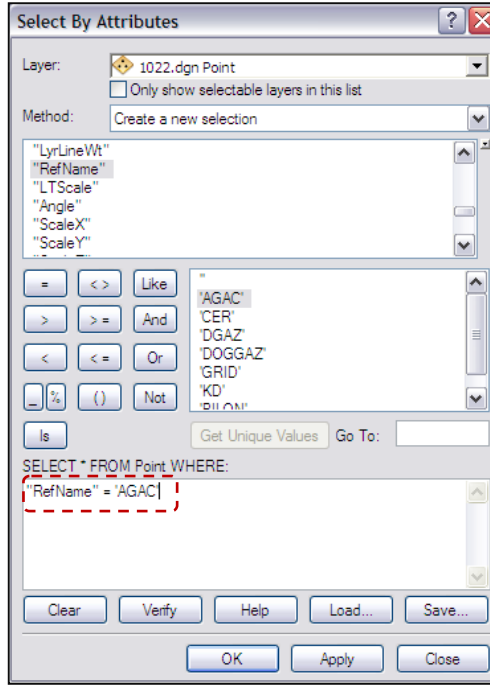 Select By Attributes
Layer: 1022.dgn Point
Only show selectable layers in this list
Method: Create a new selection
"LyrLineWt"
"RefName"
"LTScale"
"Angle"
"ScaleX"
"ScaleY"
= < > Like
> > = And
< < = Or
_ % ( ) Not
Is
''
'AGAC'
'CER'
'DGAZ'
'DOGGAZ'
'GRID'
'KD'
'PILON'
Get Unique Values Go To:
SELECT * FROM Point WHERE:
"RefName" = 'AGAC'
Clear Verify Help Load... Save...
OK Apply Close